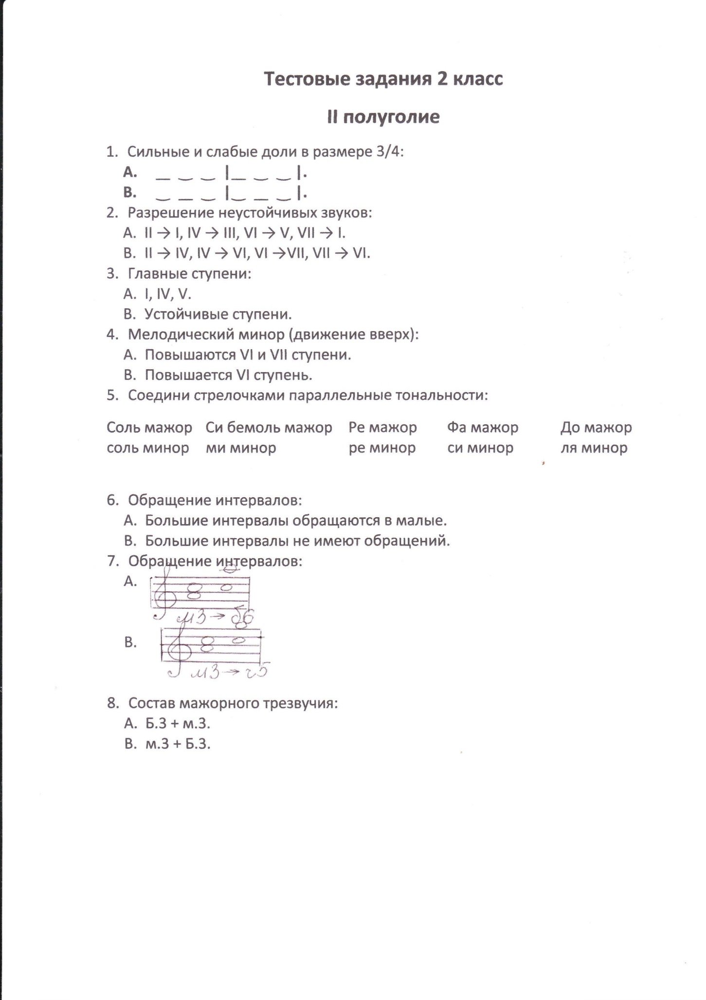 Тестовые задания 2 класс
II полуголие
1. Сильные и слабые доли в размере 3/4:
А. — ‿ ‿ | — ‿ ‿ |.
В. ‿ — ‿ | ‿ — ‿ |.
2. Разрешение неустойчивых звуков:
А. II → I, IV → III, VI → V, VII → I.
В. II → IV, IV → VI, VI →VII, VII → VI.
3. Главные ступени:
А. I, IV, V.
В. Устойчивые ступени.
4. Мелодический минор (движение вверх):
А. Повышаются VI и VII ступени.
В. Повышается VI ступень.
5. Соедини стрелочками параллельные тональности:
Соль мажор Си бемоль мажор Ре мажор Фа мажор До мажор
соль минор ми минор ре минор си минор ля минор
6. Обращение интервалов:
А. Большие интервалы обращаются в малые.
В. Большие интервалы не имеют обращений.
7. Обращение интервалов:
А.
м3 → б6
В.
м3 → ч5
8. Состав мажорного трезвучия:
А. Б.3 + м.3.
В. м.3 + Б.3.